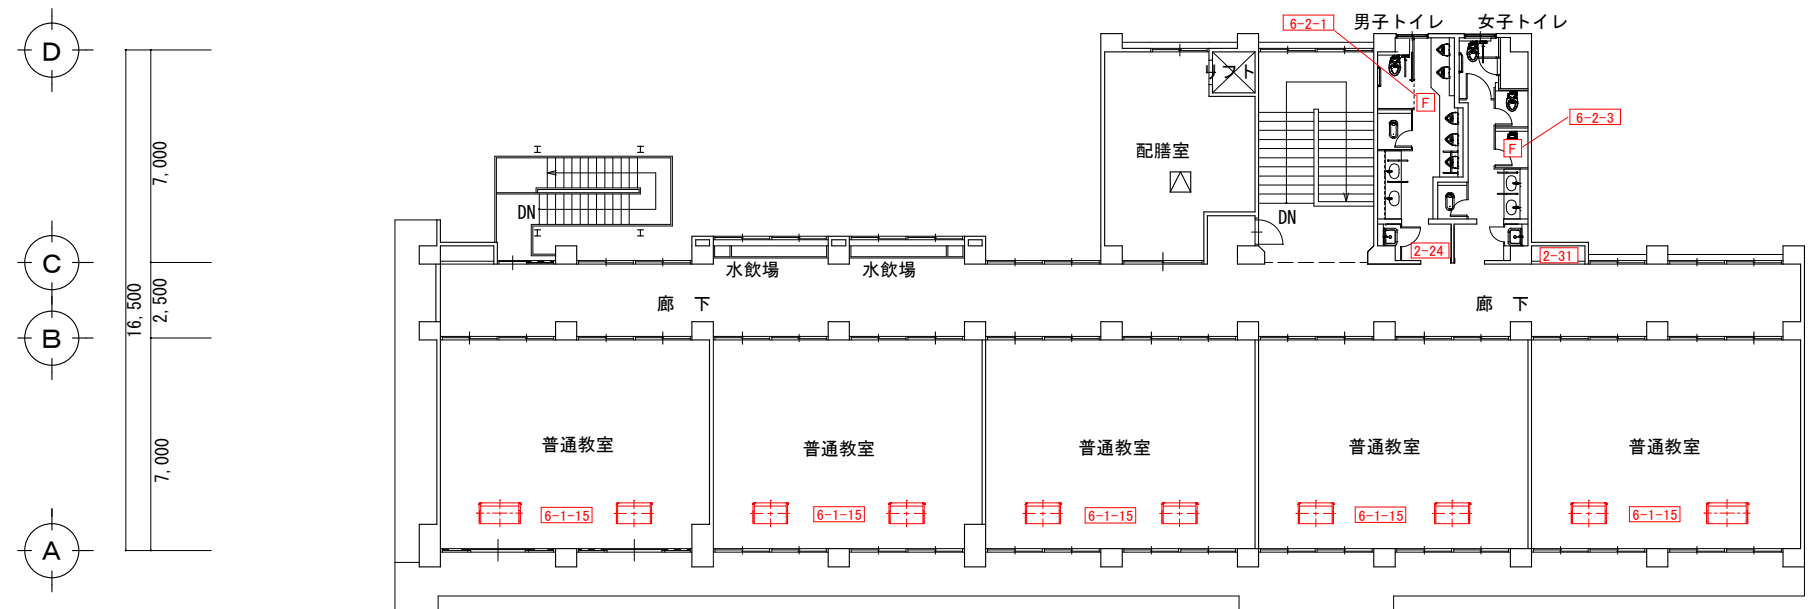 6-2-1
男子トイレ
女子トイレ
D
リフト
F
6-2-3
7,000
配膳室
F
DN
DN
C
水飲場
水飲場
2-24
2-31
16,500
2,500
廊 下
廊 下
B
普通教室
普通教室
普通教室
普通教室
普通教室
7,000
6-1-15
6-1-15
6-1-15
6-1-15
6-1-15
A